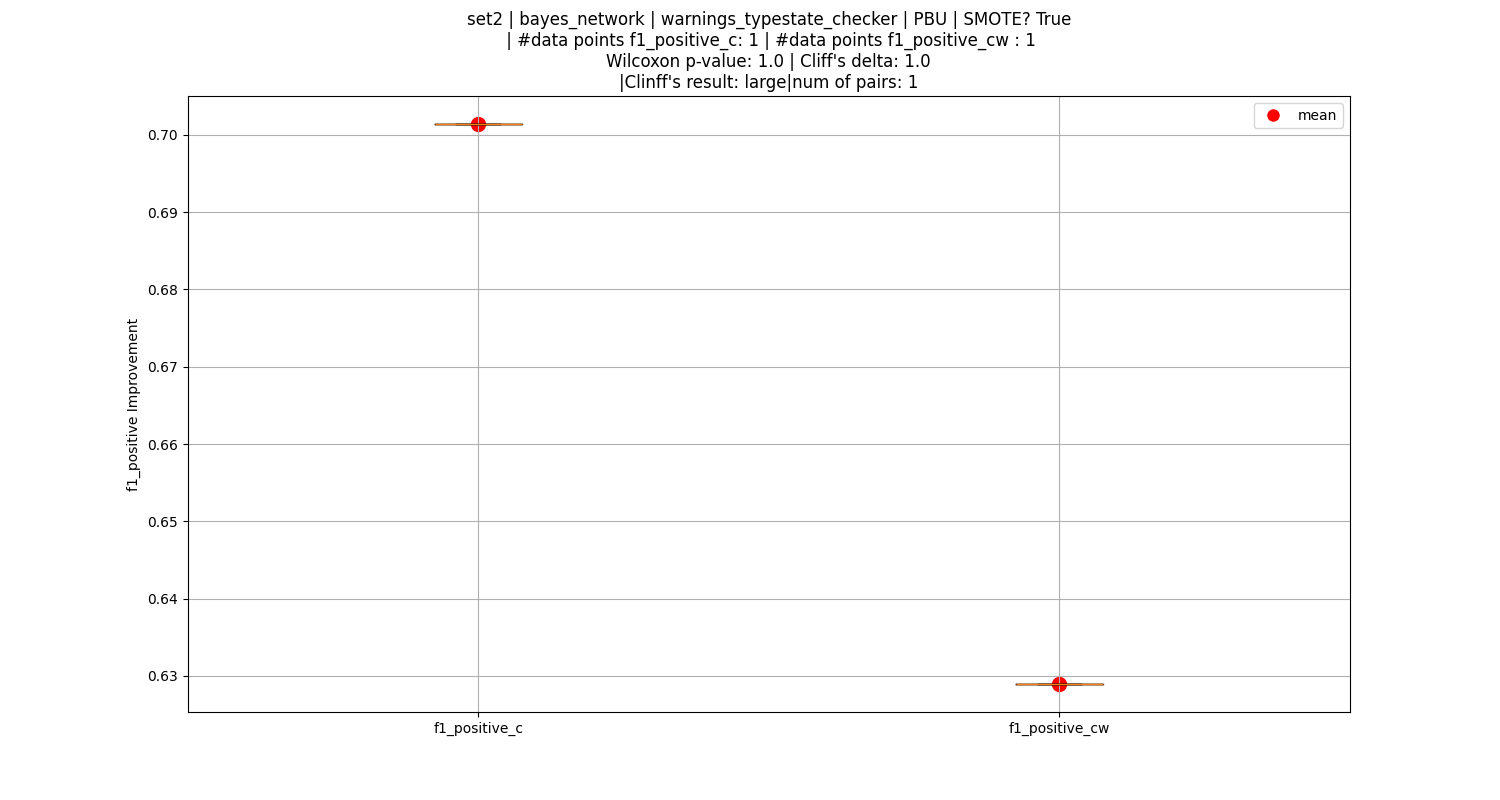 set2 | bayes_network | warnings_typestate_checker | PBU | SMOTE? True
| #data points f1_positive_c: 1 | #data points f1_positive_cw : 1
Wilcoxon p-value: 1.0 | Cliff's delta: 1.0
|Clinff's result: large|num of pairs: 1
mean
0.70
0.69
0.68
0.67
0.66
0.65
0.64
0.63
f1_positive Improvement
f1_positive_c
f1_positive_cw